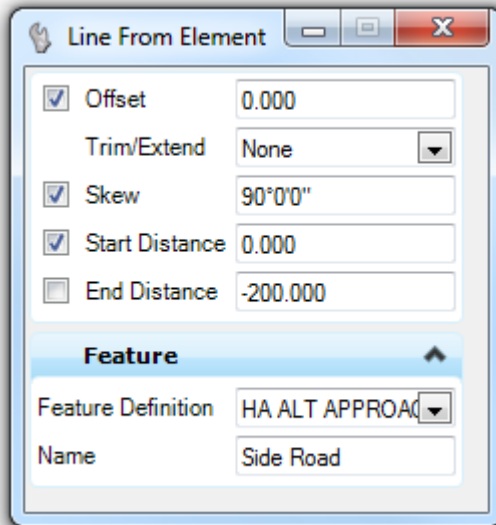 Line From Element
Offset 0.000
Trim/Extend None
Skew 90°0'0"
Start Distance 0.000
End Distance -200.000
Feature
Feature Definition HA ALT APPROAC
Name Side Road